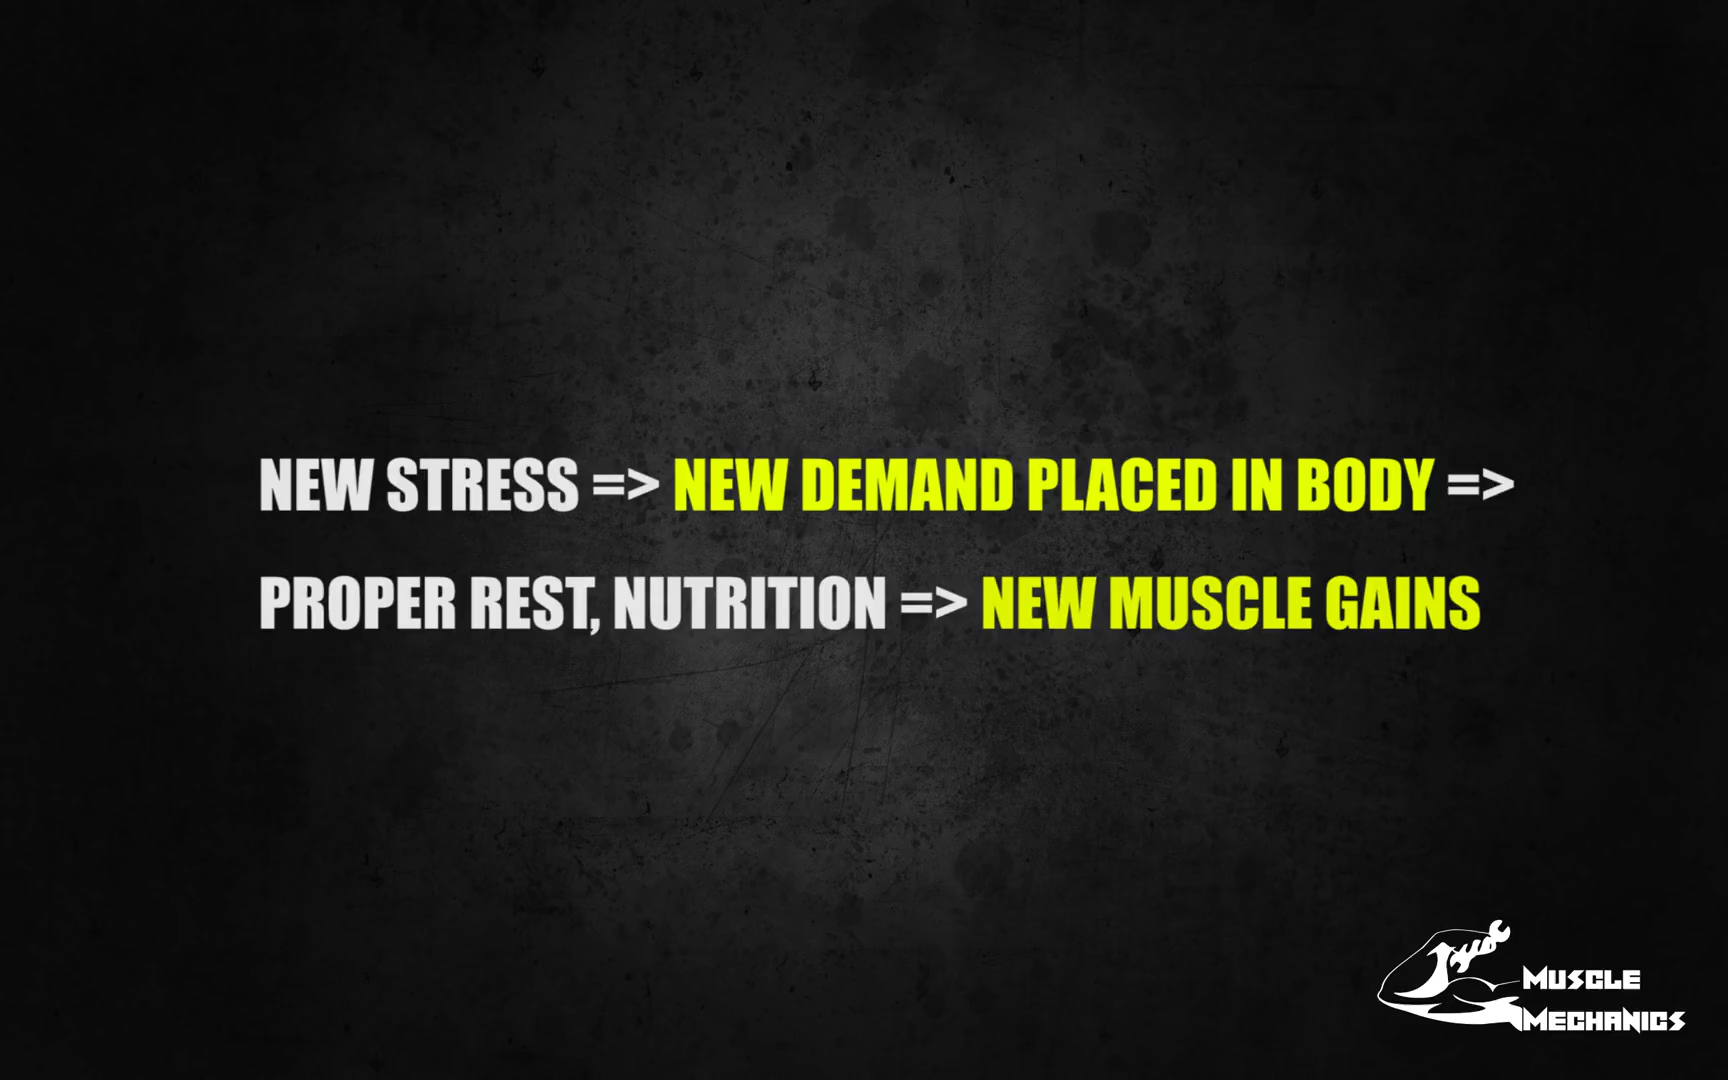 NEW STRESS => NEW DEMAND PLACED IN BODY =>
PROPER REST, NUTRITION => NEW MUSCLE GAINS
MUSCLE
MECHANICS